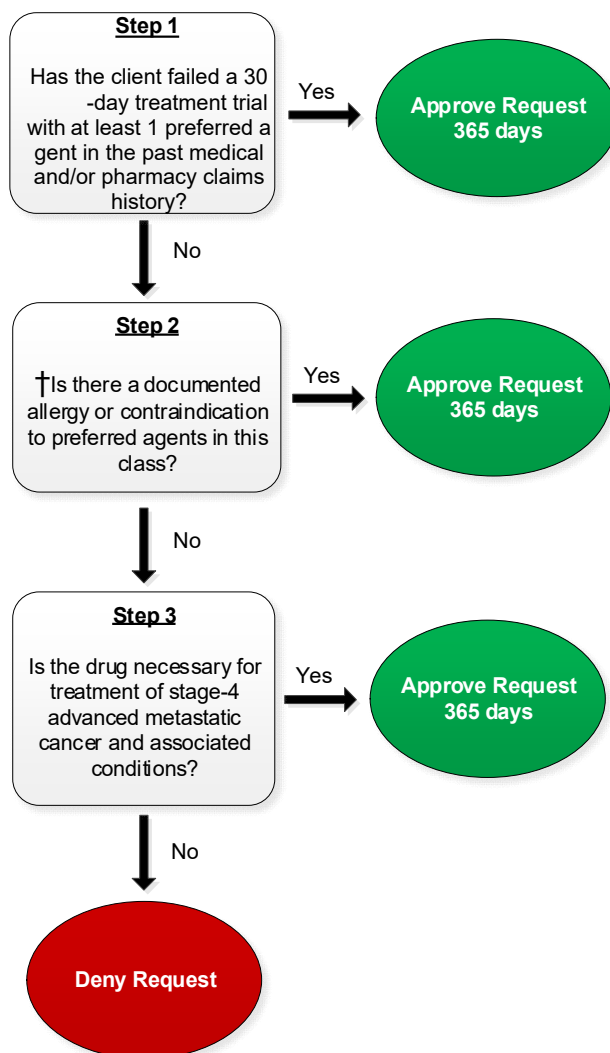 Step 1
Has the client failed a 30
-day treatment trial
with at least 1 preferred a
gent in the past medical
and/or pharmacy claims
history?
Yes
Approve Request
365 days
No
Step 2
†Is there a documented
allergy or contraindication
to preferred agents in this
class?
Yes
Approve Request
365 days
No
Step 3
Is the drug necessary for
treatment of stage-4
advanced metastatic
cancer and associated
conditions?
Yes
Approve Request
365 days
No
Deny Request